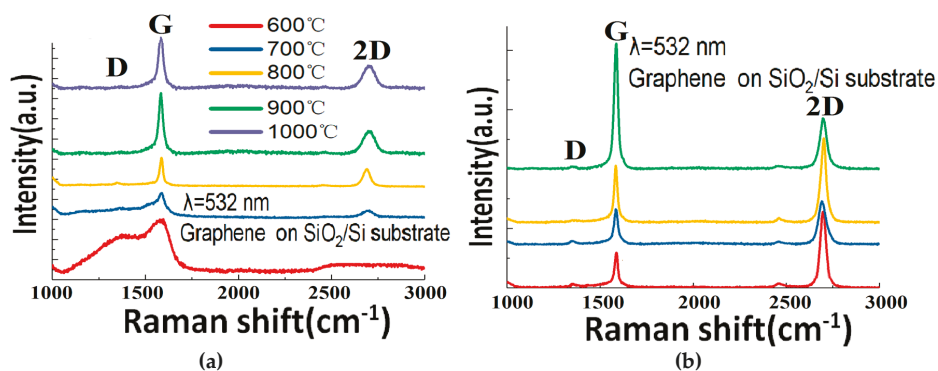 Intensity(a.u.)
D
G
2D
600℃
700℃
800℃
900℃
1000℃
λ=532 nm
Graphene on SiO₂/Si substrate
1000 1500 2000 2500 3000
Raman shift(cm⁻¹)
(a)
Intensity(a.u.)
D
G
2D
λ=532 nm
Graphene on SiO₂/Si substrate
1000 1500 2000 2500 3000
Raman shift(cm⁻¹)
(b)